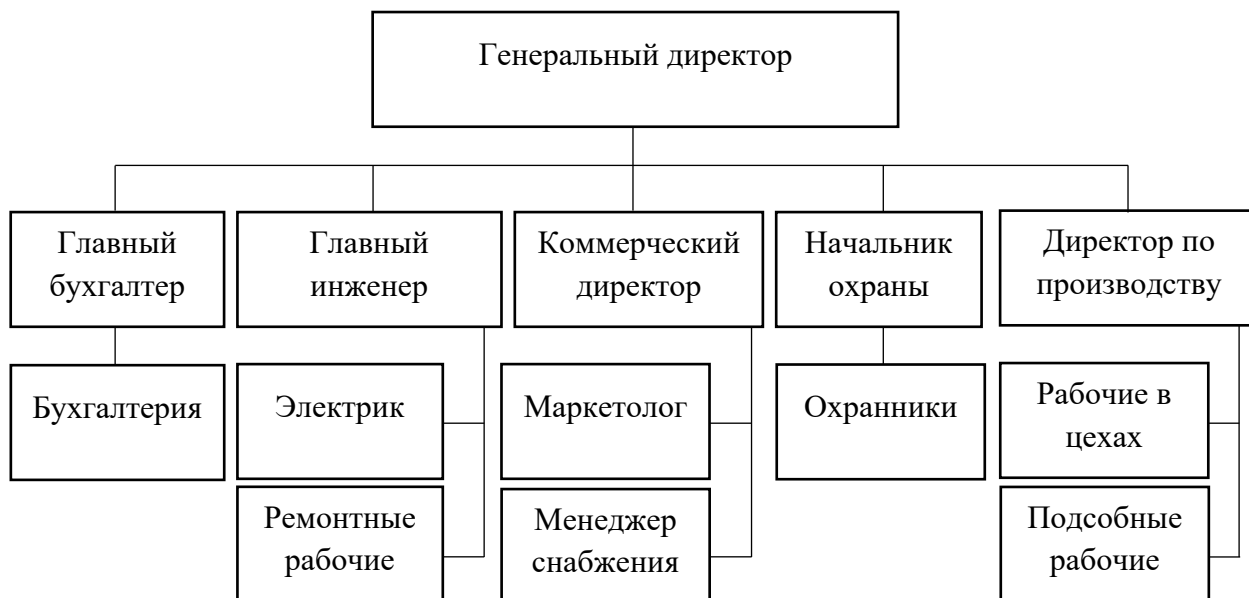 Генеральный директор
Главный
бухгалтер
Главный
инженер
Коммерческий
директор
Начальник
охраны
Директор по
производству
Бухгалтерия
Электрик
Маркетолог
Охранники
Рабочие в
цехах
Ремонтные
рабочие
Менеджер
снабжения
Подсобные
рабочие